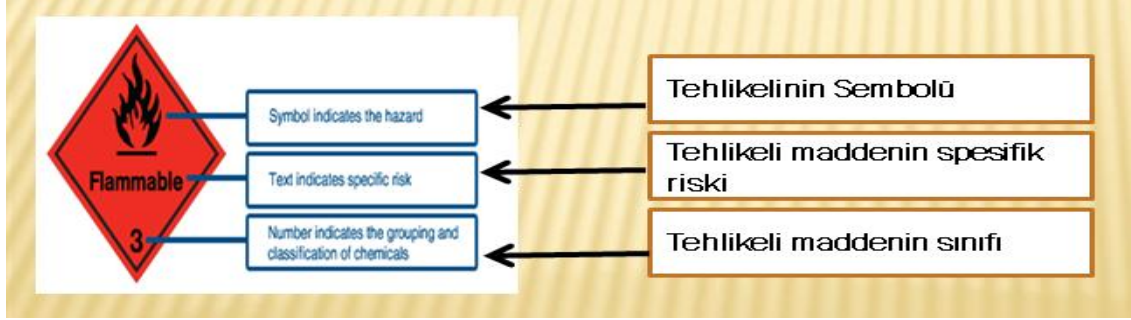 Flammable
3
Symbol indicates the hazard
Text indicates specific risk
Number indicates the grouping and
classification of chemicals
Tehlikelinin Sembolü
Tehlikeli maddenin spesifik
riski
Tehlikeli maddenin sınıfı